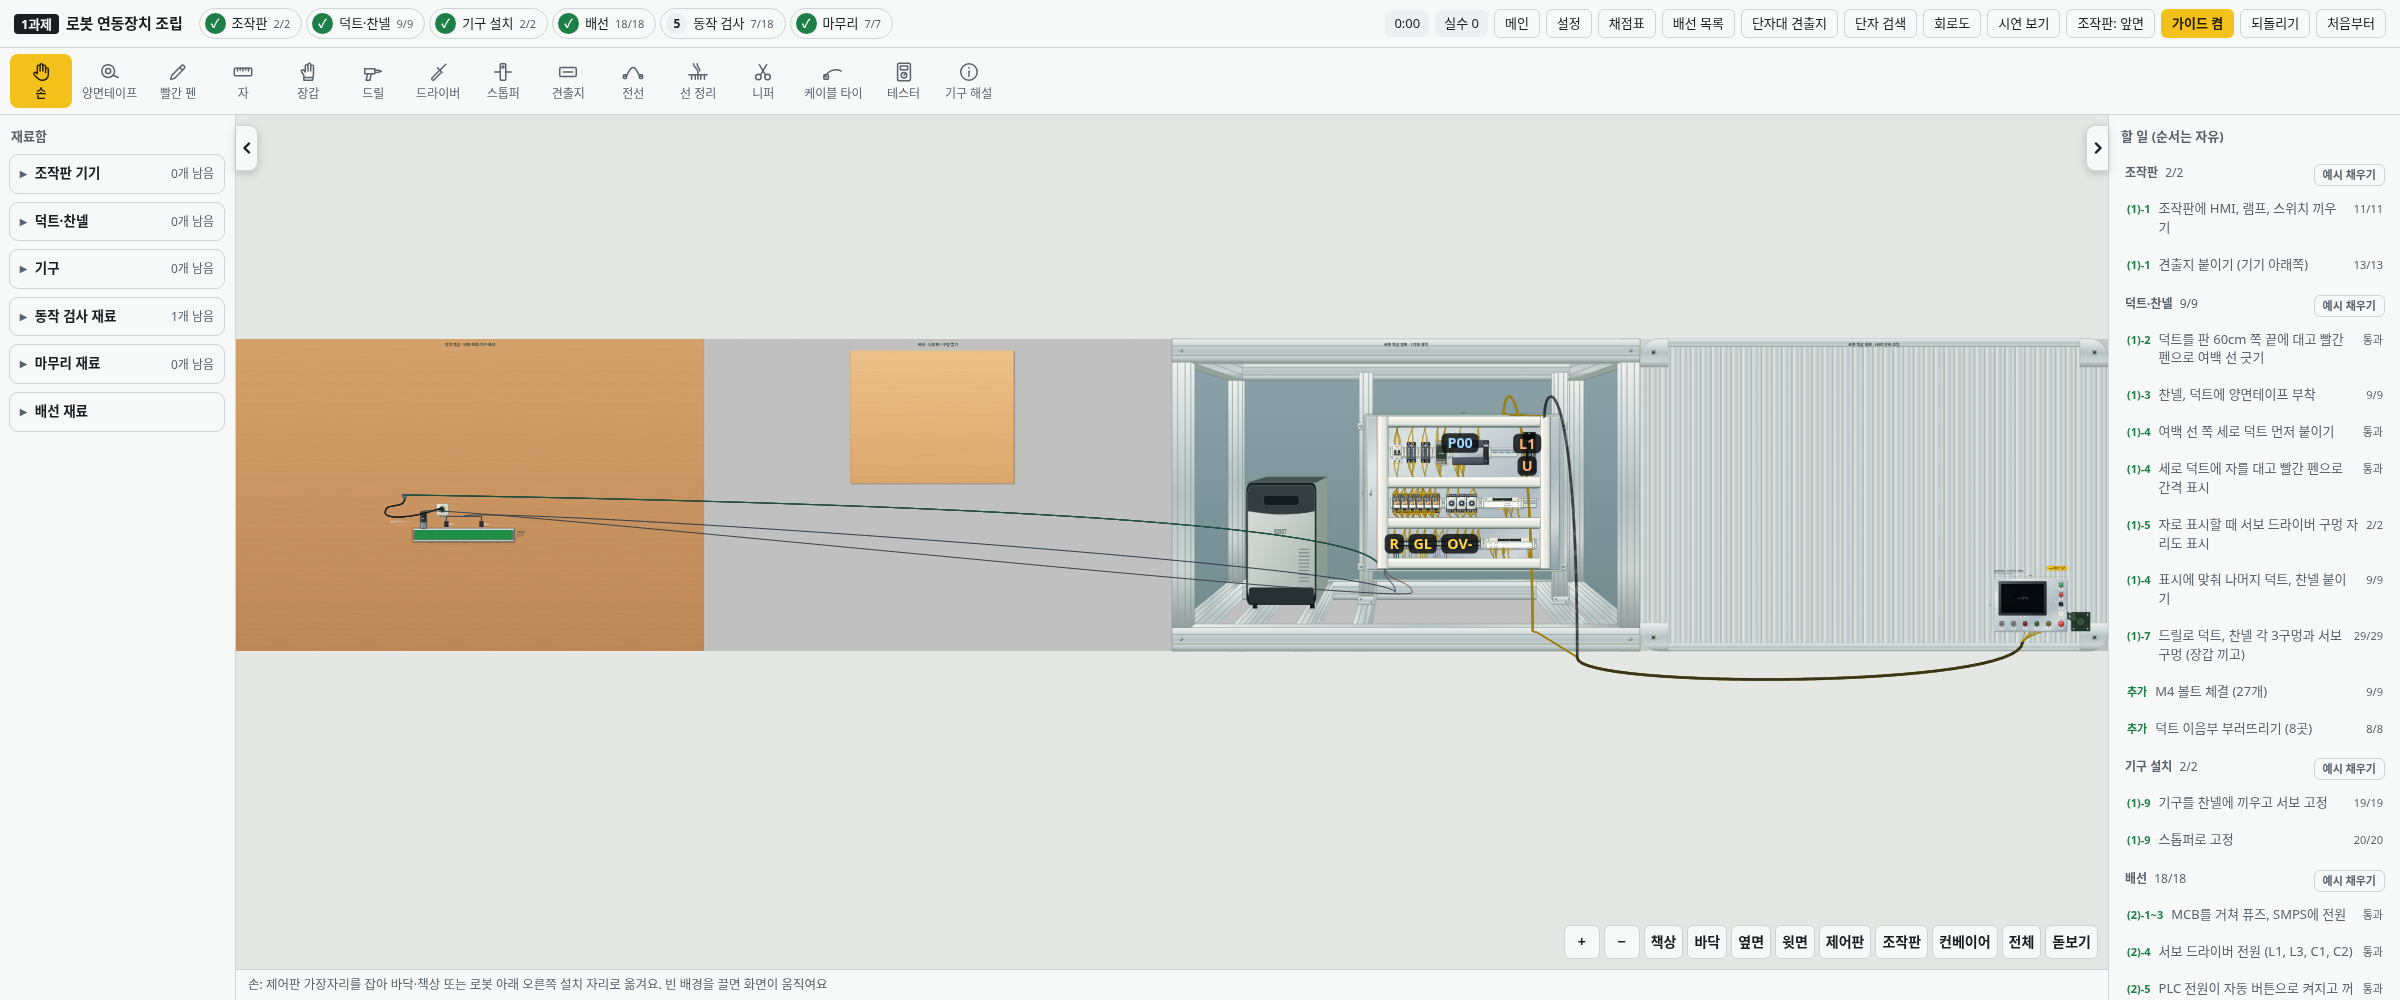 1과제 로봇 연동장치 조립 조작판 2/2 덕트·찬넬 9/9 기구 설치 2/2 배선 18/18 5 동작 검사 7/18 마무리 7/7 0:00 실수 0 메인 설정 채점표 배선 목록 단자대 견출지 단자 검색 회로도 시연 보기 조작판: 앞면 가이드 켬 되돌리기 처음부터
손 양면테이프 빨간 펜 자 장갑 드릴 드라이버 스톱퍼 견출지 전선 선 정리 니퍼 케이블 타이 테스터 기구 해설
재료함
조작판 기기 0개 남음
덕트·찬넬 0개 남음
기구 0개 남음
동작 검사 재료 1개 남음
마무리 재료 0개 남음
배선 재료
P00 L1
U
R GL OV-
+ − 책상 바닥 옆면 윗면 제어판 조작판 컨베이어 전체 돋보기
손: 제어판 가장자리를 잡아 바닥·책상 또는 로봇 아래 오른쪽 설치 자리로 옮겨요. 빈 배경을 끌면 화면이 움직여요
할 일 (순서는 자유)
조작판 2/2 예시 채우기
(1)-1 조작판에 HMI, 램프, 스위치 끼우 11/11
기
(1)-1 견출지 붙이기 (기기 아래쪽) 13/13
덕트·찬넬 9/9 예시 채우기
(1)-2 덕트를 판 60cm 쪽 끝에 대고 빨간 통과
펜으로 여백 선 긋기
(1)-3 찬넬, 덕트에 양면테이프 부착 9/9
(1)-4 여백 선 쪽 세로 덕트 먼저 붙이기 통과
(1)-4 세로 덕트에 자를 대고 빨간 펜으로 통과
간격 표시
(1)-5 자로 표시할 때 서보 드라이버 구멍 자 2/2
리도 표시
(1)-4 표시에 맞춰 나머지 덕트, 찬넬 붙이 9/9
기
(1)-7 드릴로 덕트, 찬넬 각 3구멍과 서보 29/29
구멍 (장갑 끼고)
추가 M4 볼트 체결 (27개) 9/9
추가 덕트 이음부 부러뜨리기 (8곳) 8/8
기구 설치 2/2 예시 채우기
(1)-9 기구를 찬넬에 끼우고 서보 고정 19/19
(1)-9 스톱퍼로 고정 20/20
배선 18/18 예시 채우기
(2)-1~3 MCB를 거쳐 퓨즈, SMPS에 전원 통과
(2)-4 서보 드라이버 전원 (L1, L3, C1, C2) 통과
(2)-5 PLC 전원이 자동 버튼으로 켜지고 꺼 통과